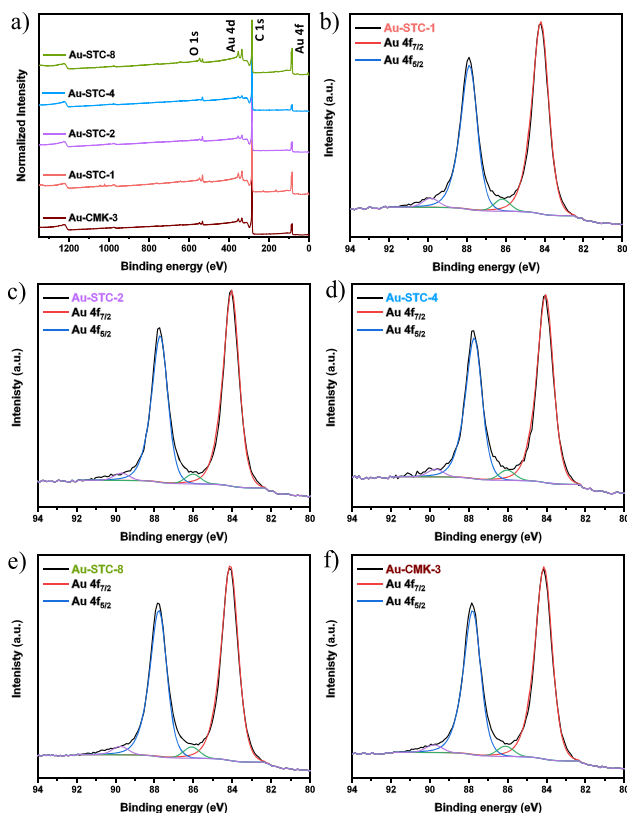 a)
Au-STC-8
Au-STC-4
Au-STC-2
Au-STC-1
Au-CMK-3
O 1s
Au 4d
C 1s
Au 4f
Normalized Intensity
1200 1000 800 600 400 200 0
Binding energy (eV)
b)
Au-STC-1
Au 4f7/2
Au 4f5/2
Intenisty (a.u.)
94 92 90 88 86 84 82 80
Binding energy (eV)
c)
Au-STC-2
Au 4f7/2
Au 4f5/2
Intenisty (a.u.)
94 92 90 88 86 84 82 80
Binding energy (eV)
d)
Au-STC-4
Au 4f7/2
Au 4f5/2
Intenisty (a.u.)
94 92 90 88 86 84 82 80
Binding energy (eV)
e)
Au-STC-8
Au 4f7/2
Au 4f5/2
Intenisty (a.u.)
94 92 90 88 86 84 82 80
Binding energy (eV)
f)
Au-CMK-3
Au 4f7/2
Au 4f5/2
Intenisty (a.u.)
94 92 90 88 86 84 82 80
Binding energy (eV)